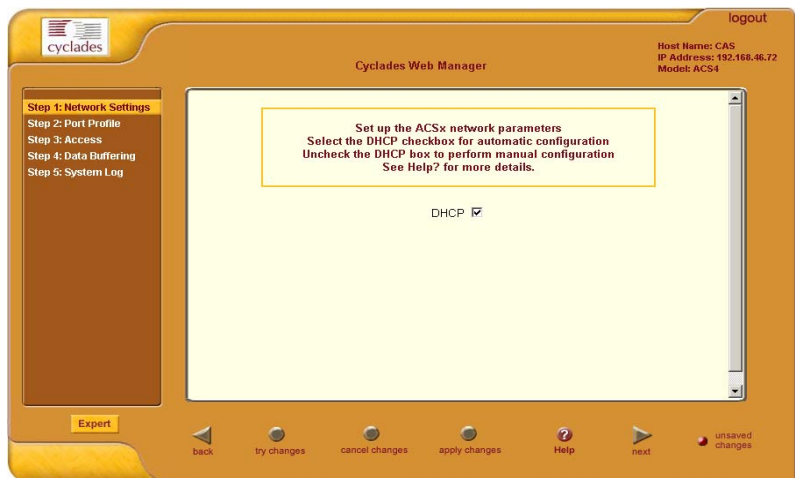 logout
cyclades
Cyclades Web Manager
Host Name: CAS
IP Address: 192.168.46.72
Model: ACS4
Step 1: Network Settings
Step 2: Port Profile
Step 3: Access
Step 4: Data Buffering
Step 5: System Log
Set up the ACSx network parameters
Select the DHCP checkbox for automatic configuration
Uncheck the DHCP box to perform manual configuration
See Help? for more details.
DHCP
Expert
back
try changes
cancel changes
apply changes
?
Help
next
unsaved
changes